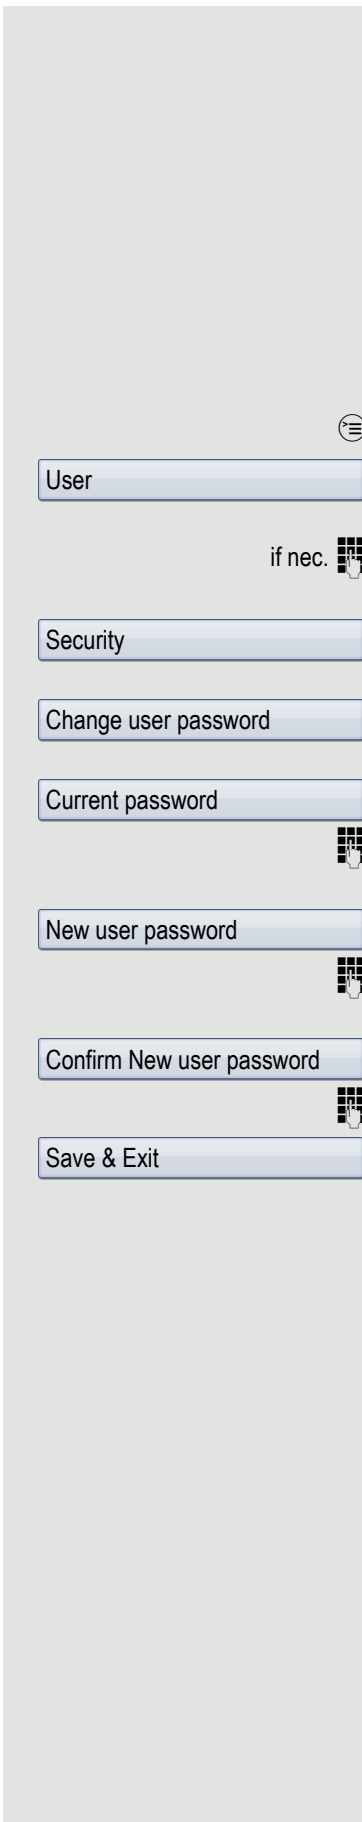 User
if nec.
Security
Change user password
Current password
New user password
Confirm New user password
Save & Exit